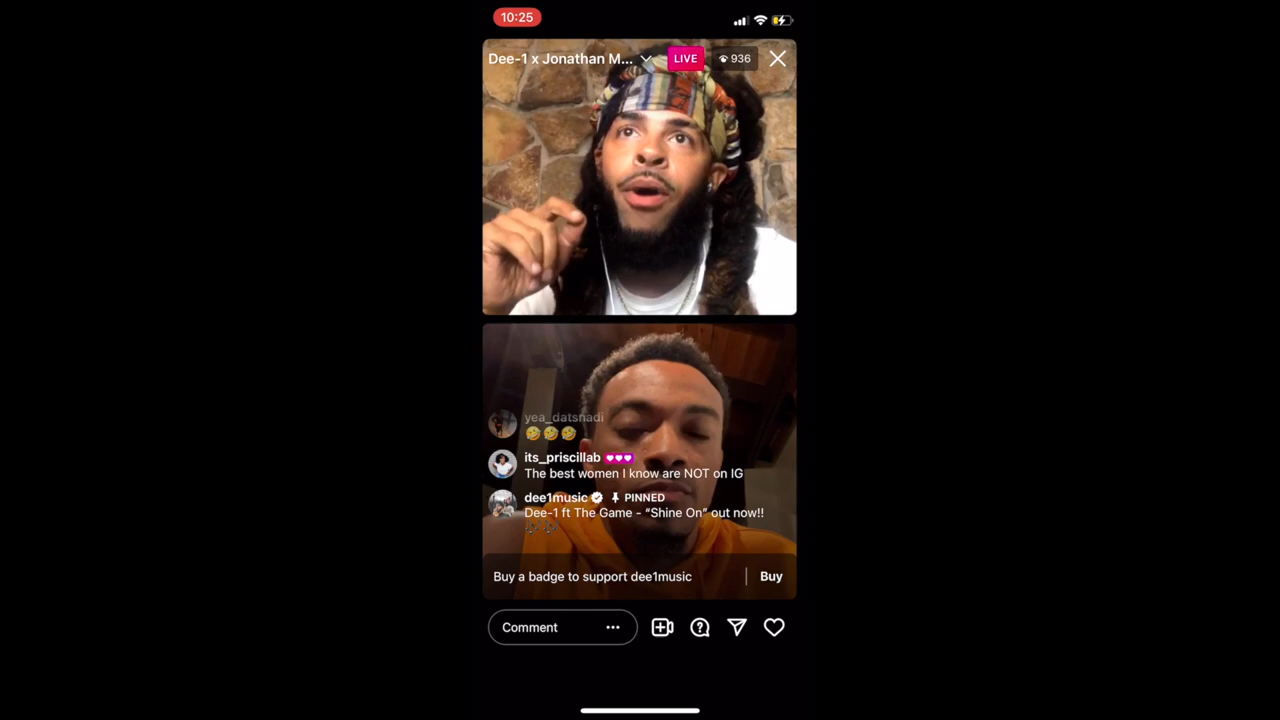 10:25
Dee-1 x Jonathan M...
LIVE
936
yea_datsnadi
its_priscillab
The best women I know are NOT on IG
dee1music PINNED
Dee-1 ft The Game - “Shine On” out now!!
Buy a badge to support dee1music
Buy
Comment